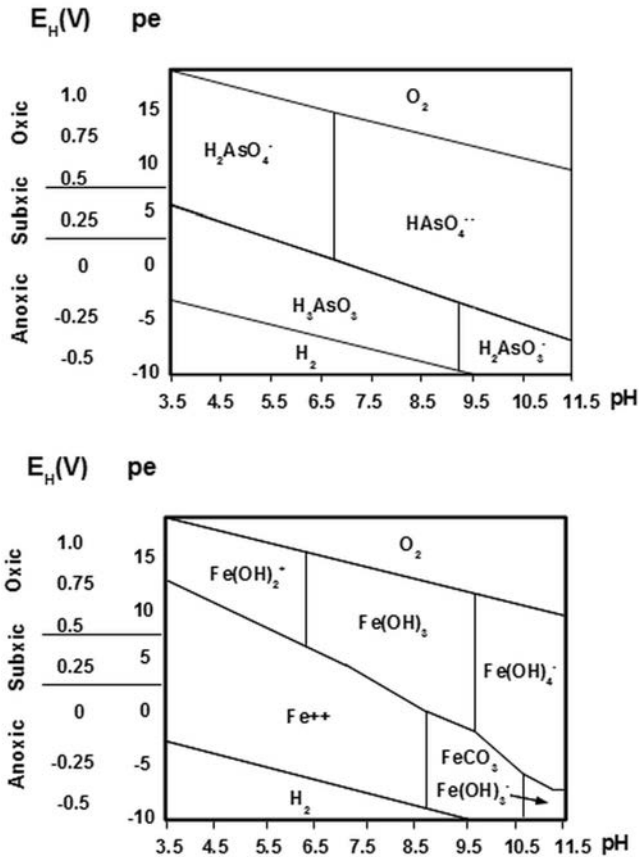 E_H(V) pe
Oxic
Subxic
Anoxic
1.0 15
0.75
10
0.5
5
0.25
0 0
-0.25
-5
-0.5
-10
O₂
H₂AsO₄⁻
HAsO₄⁻⁻
H₃AsO₃
H₂AsO₃⁻
H₂
3.5 4.5 5.5 6.5 7.5 8.5 9.5 10.5 11.5 pH
E_H(V) pe
Oxic
Subxic
Anoxic
1.0 15
0.75
10
0.5
5
0.25
0 0
-0.25
-5
-0.5
-10
O₂
Fe(OH)₂⁺
Fe(OH)₃
Fe(OH)₄⁻
Fe++
FeCO₃
Fe(OH)₃⁻
H₂
3.5 4.5 5.5 6.5 7.5 8.5 9.5 10.5 11.5 pH